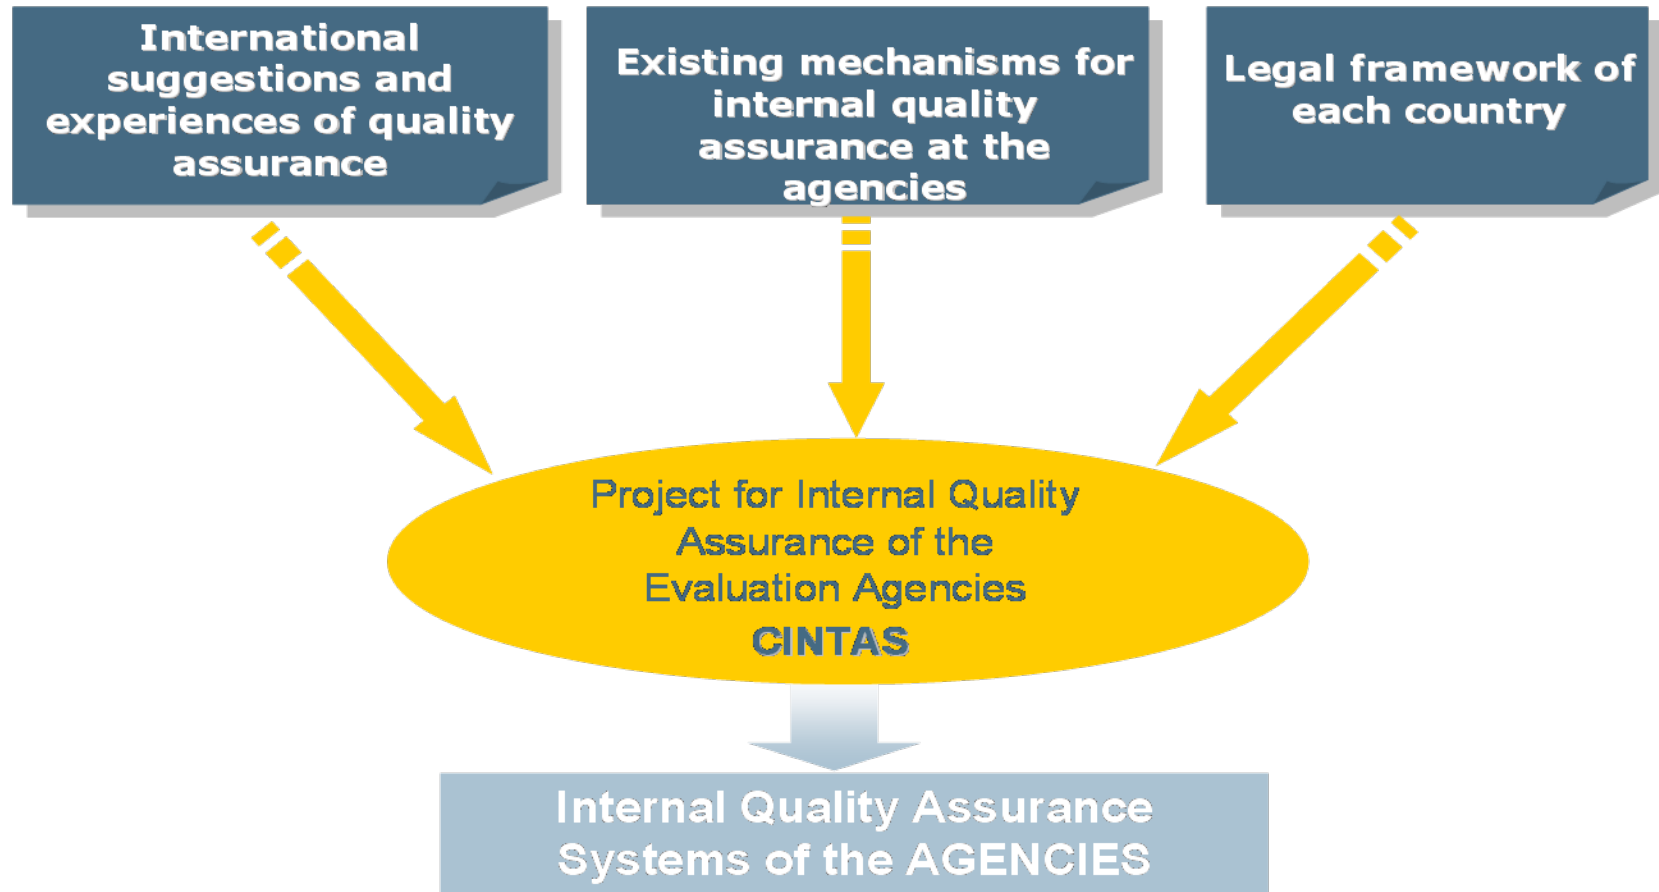 International
suggestions and
experiences of quality
assurance
Existing mechanisms for
internal quality
assurance at the
agencies
Legal framework of
each country
Project for Internal Quality
Assurance of the
Evaluation Agencies
CINTAS
Internal Quality Assurance
Systems of the AGENCIES